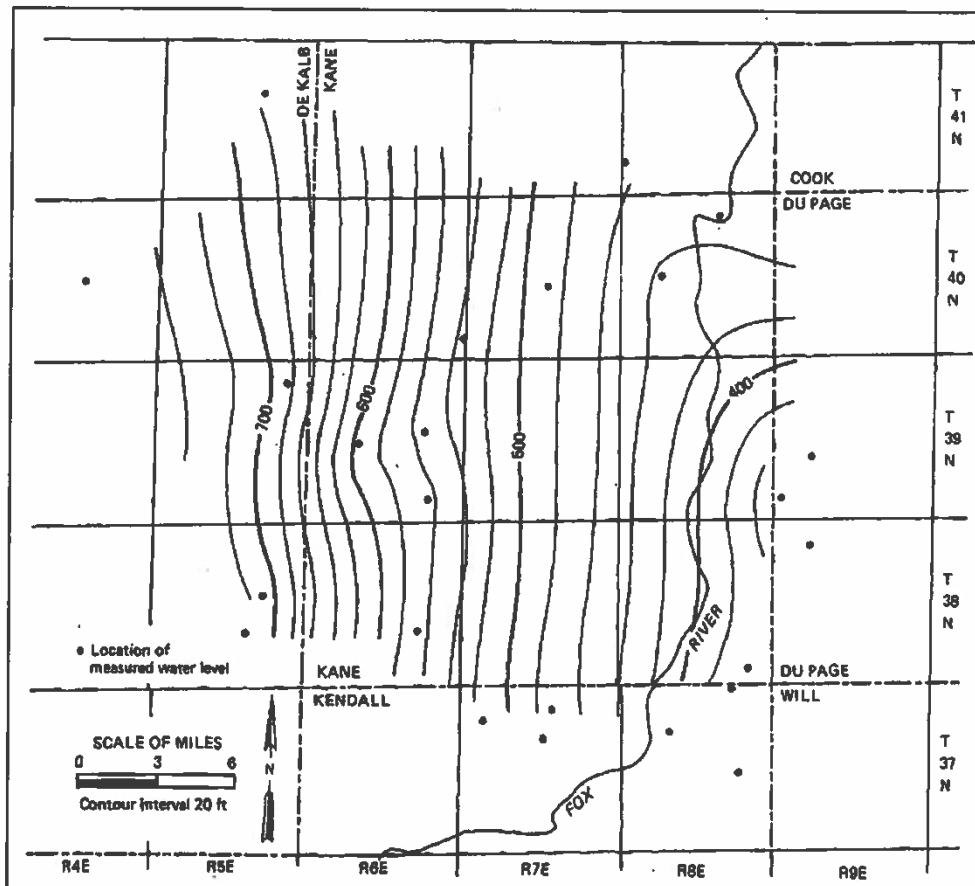 DE KALB
KANE
T
41
N
COOK
DU PAGE
T
40
N
700
600
500
400
T
39
N
T
38
N
RIVER
• Location of
measured water level
KANE
KENDALL
DU PAGE
WILL
SCALE OF MILES
0 3 6
Contour Interval 20 ft
N
T
37
N
FOX
R4E R5E R6E R7E R8E R9E